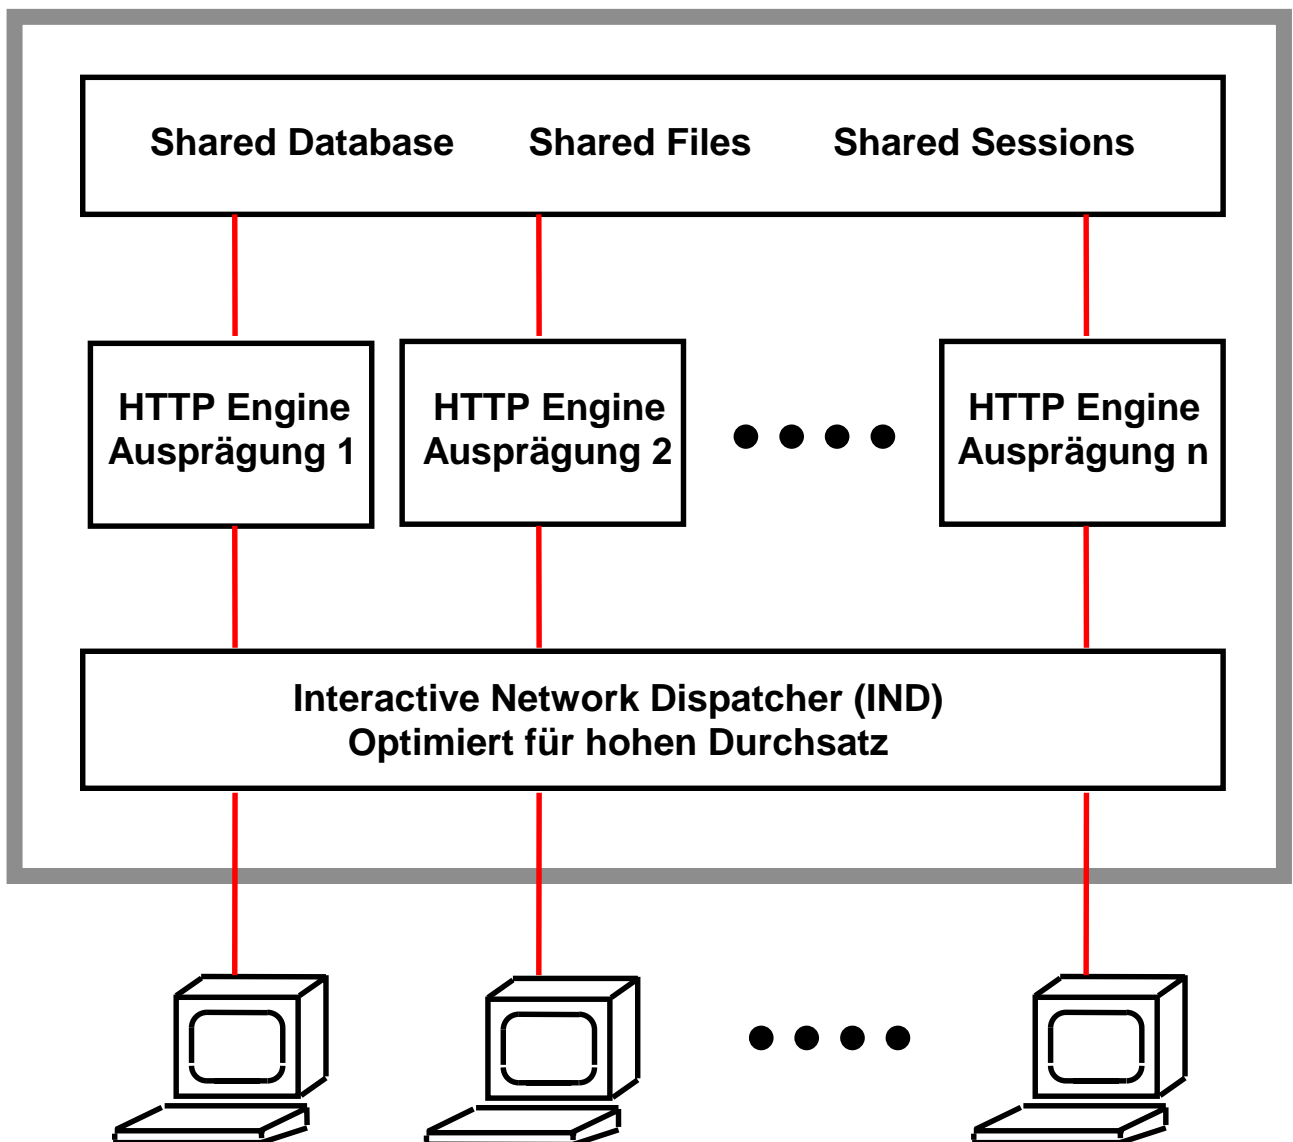 Shared Database Shared Files Shared Sessions
HTTP Engine
Ausprägung 1
HTTP Engine
Ausprägung 2
HTTP Engine
Ausprägung n
Interactive Network Dispatcher (IND)
Optimiert für hohen Durchsatz